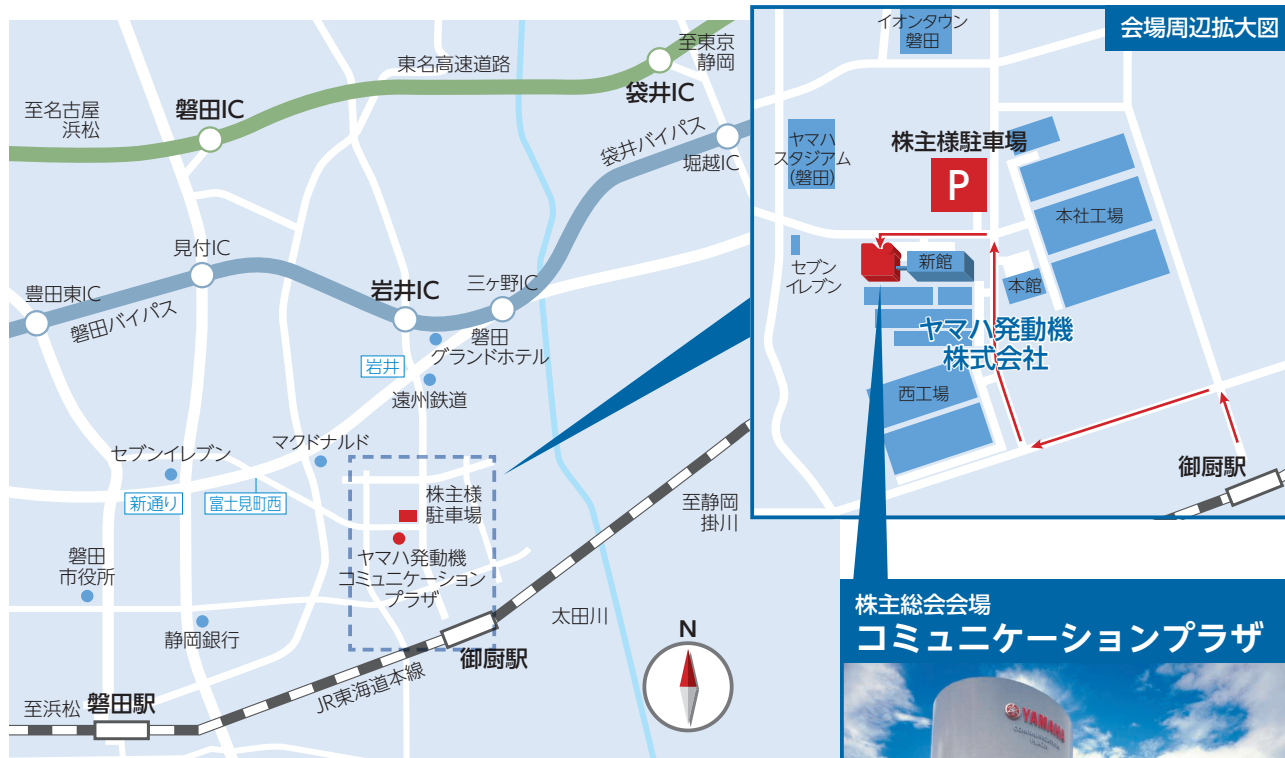 東名高速道路
至東京
静岡
袋井IC
至名古屋
浜松
磐田IC
袋井バイパス
堀越IC
見付IC
豊田東IC
磐田バイパス
岩井IC
三ヶ野IC
磐田
グランドホテル
岩井
遠州鉄道
セブンイレブン
マクドナルド
新通り
富士見町西
株主様
駐車場
至静岡
掛川
ヤマハ発動機
コミュニケーション
プラザ
磐田
市役所
静岡銀行
太田川
御厨駅
JR東海道本線
至浜松
磐田駅
N
会場周辺拡大図
イオンタウン
磐田
ヤマハ
スタジアム
(磐田)
株主様駐車場
P
本社工場
セブン
イレブン
新館
本館
ヤマハ発動機
株式会社
西工場
御厨駅
株主総会会場
コミュニケーションプラザ
YAMAHA